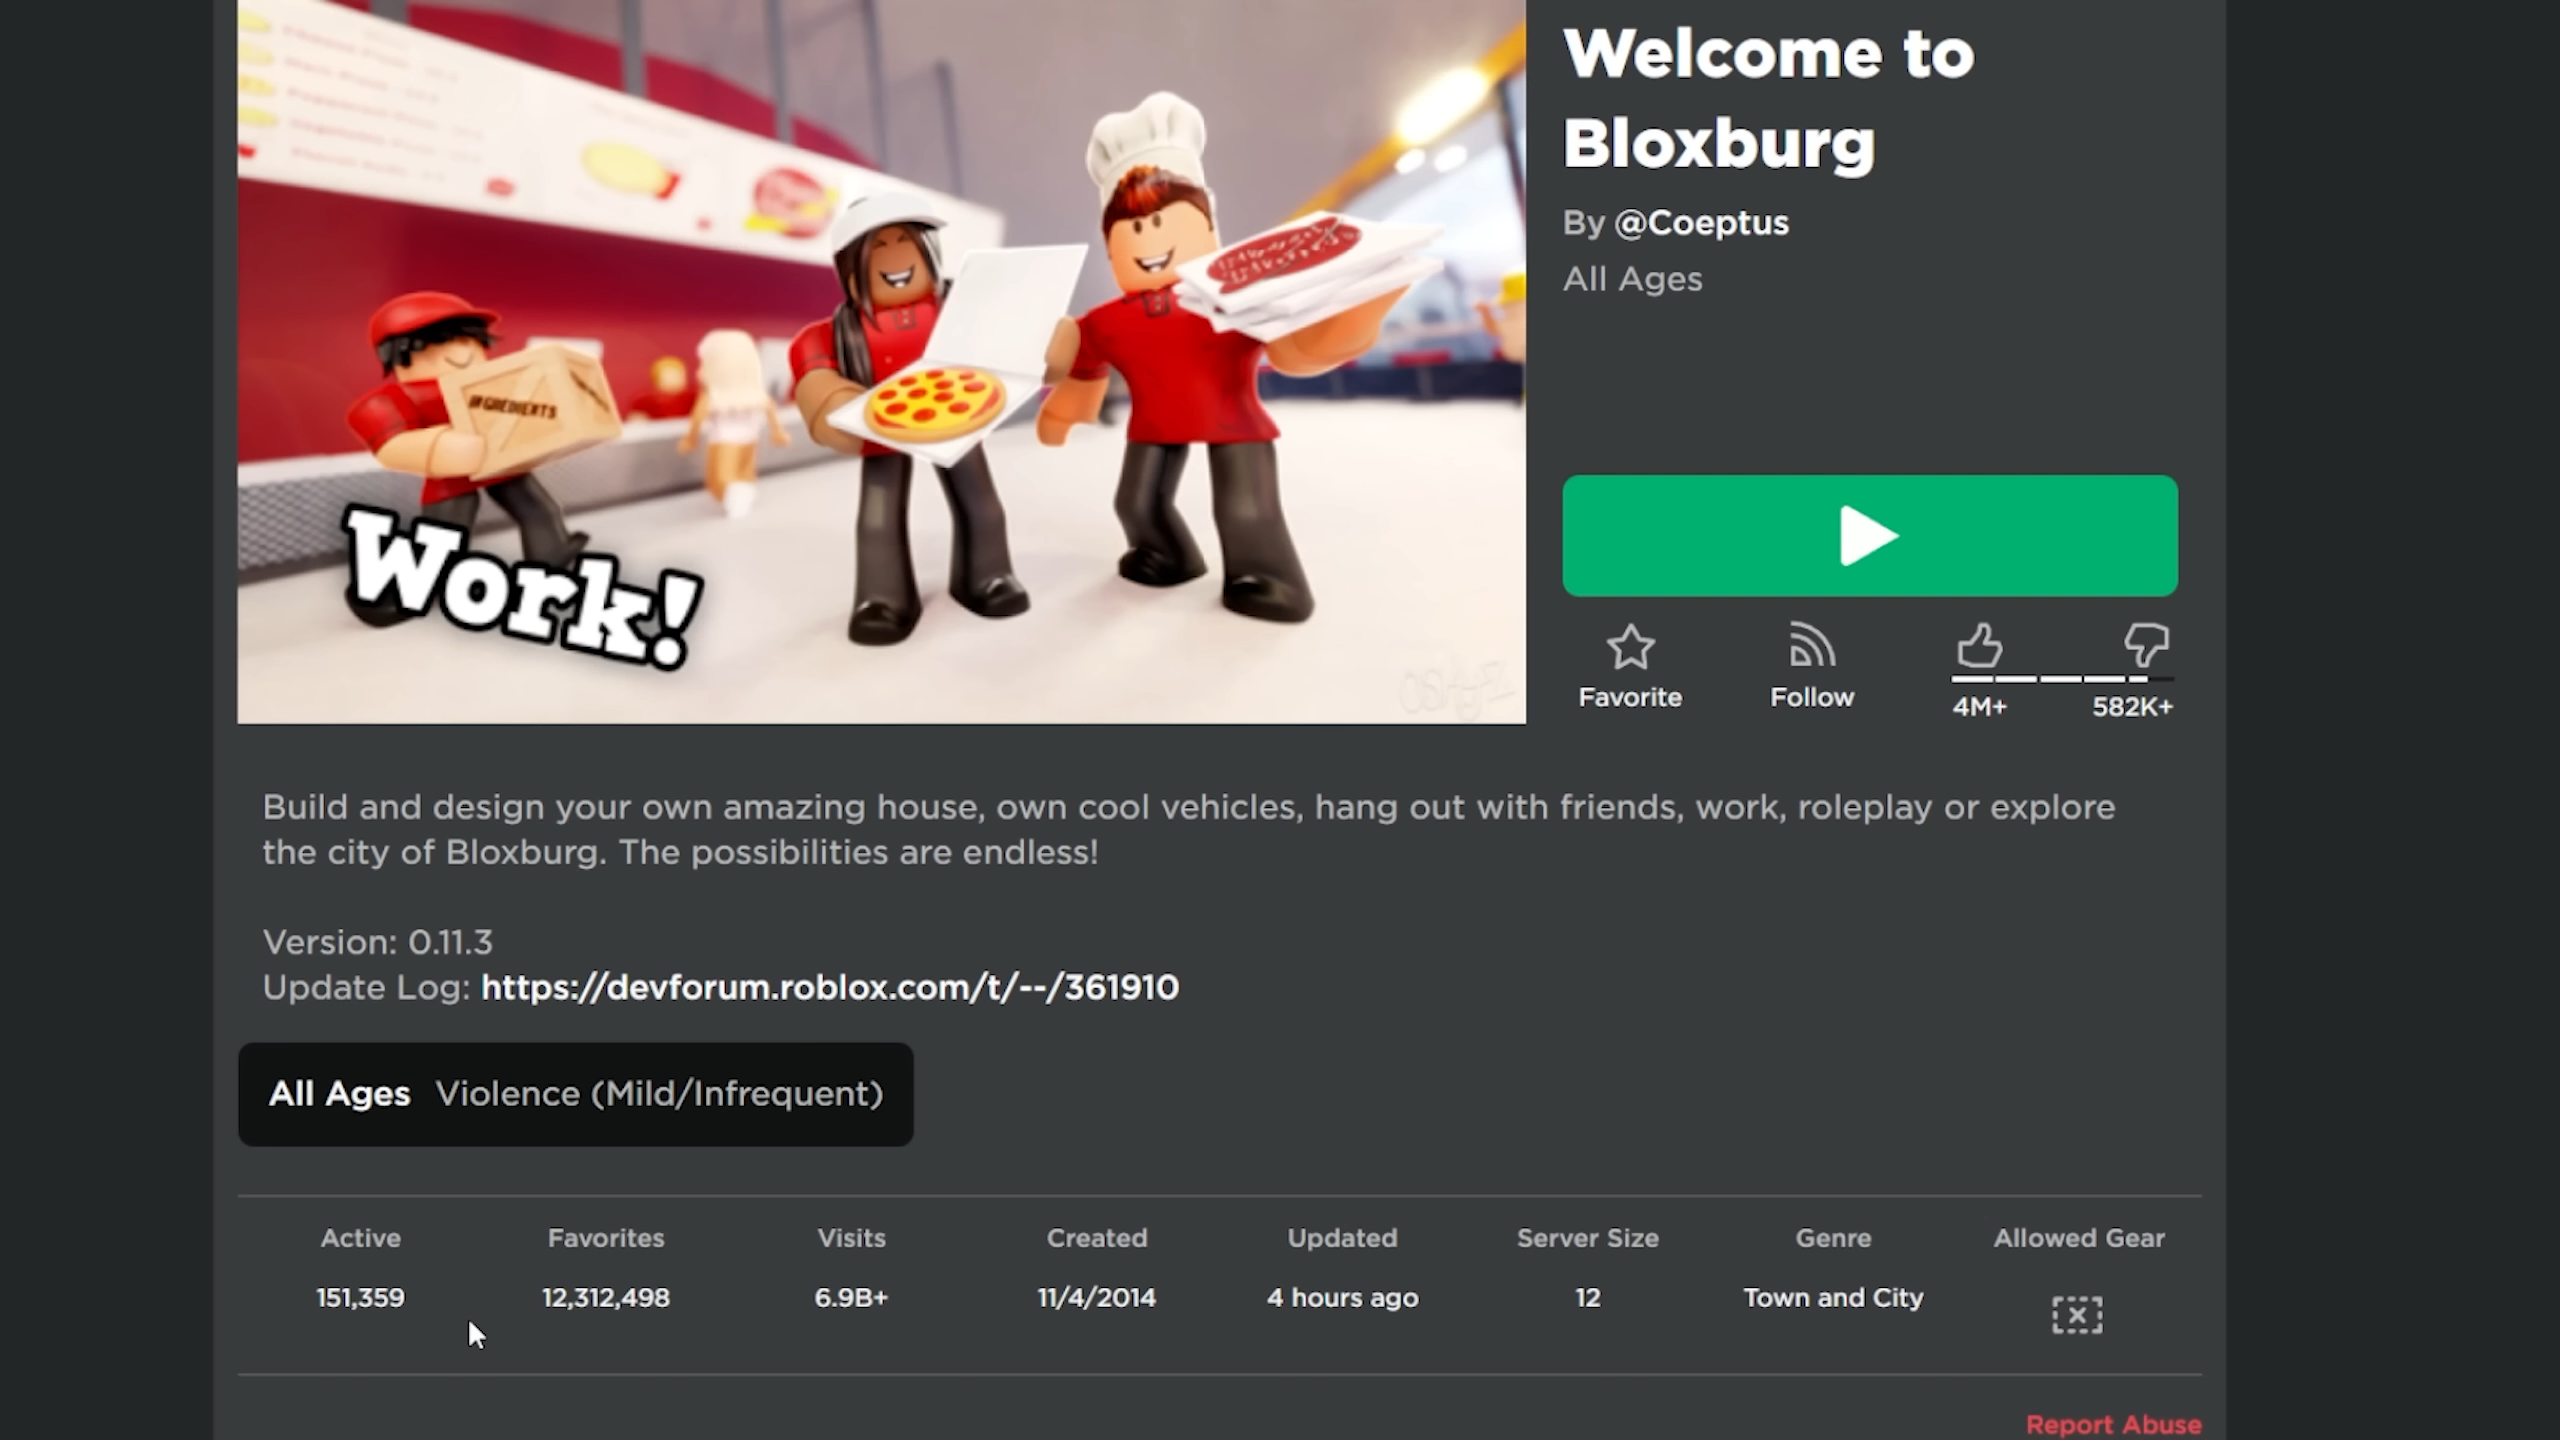 Welcome to
Bloxburg
By @Coeptus
All Ages
INGREDIENTS
Work!
Favorite
Follow
4M+
582K+
Build and design your own amazing house, own cool vehicles, hang out with friends, work, roleplay or explore
the city of Bloxburg. The possibilities are endless!
Version: 0.11.3
Update Log: https://devforum.roblox.com/t/--/361910
All Ages Violence (Mild/Infrequent)
Active Favorites Visits Created Updated Server Size Genre Allowed Gear
151,359 12,312,498 6.9B+ 11/4/2014 4 hours ago 12 Town and City
Report Abuse